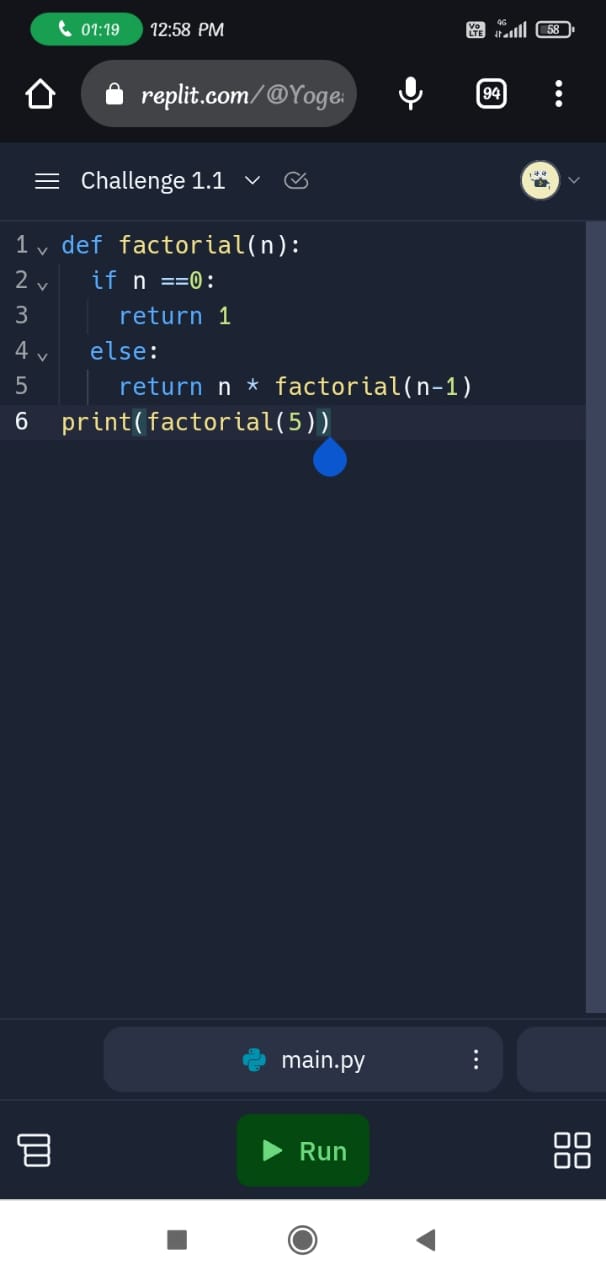 01:19 12:58 PM Vo LTE 4G 58
replit.com/@Yoge 94
Challenge 1.1
1 def factorial(n):
2   if n ==0:
3     return 1
4   else:
5     return n * factorial(n-1)
6 print(factorial(5))
main.py
Run